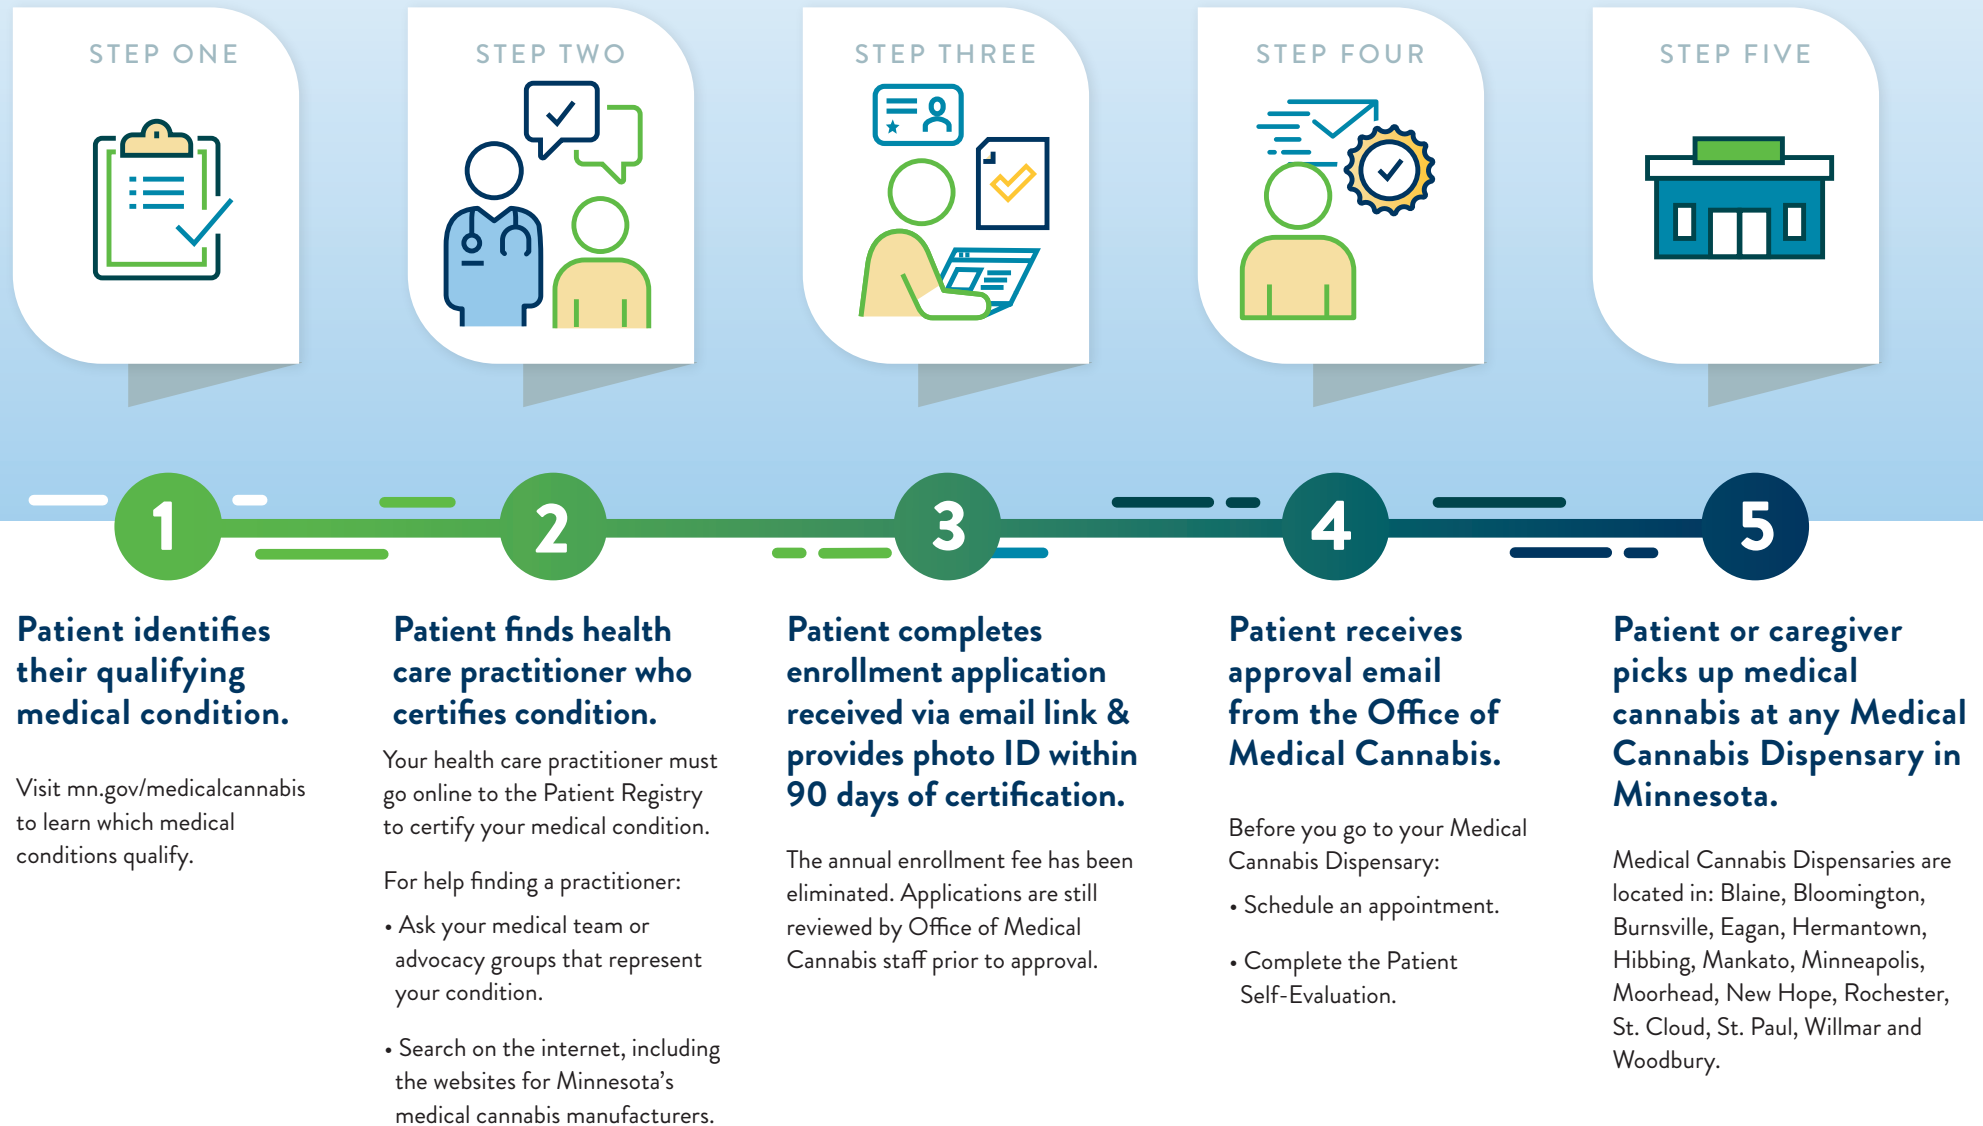 STEP ONE
STEP TWO
STEP THREE
STEP FOUR
STEP FIVE
1
2
3
4
5
Patient identifies
their qualifying
medical condition.
Visit mn.gov/medicalcannabis
to learn which medical
conditions qualify.
Patient finds health
care practitioner who
certifies condition.
Your health care practitioner must
go online to the Patient Registry
to certify your medical condition.
For help finding a practitioner:
• Ask your medical team or
advocacy groups that represent
your condition.
• Search on the internet, including
the websites for Minnesota's
medical cannabis manufacturers.
Patient completes
enrollment application
received via email link &
provides photo ID within
90 days of certification.
The annual enrollment fee has been
eliminated. Applications are still
reviewed by Office of Medical
Cannabis staff prior to approval.
Patient receives
approval email
from the Office of
Medical Cannabis.
Before you go to your Medical
Cannabis Dispensary:
• Schedule an appointment.
• Complete the Patient
Self-Evaluation.
Patient or caregiver
picks up medical
cannabis at any Medical
Cannabis Dispensary in
Minnesota.
Medical Cannabis Dispensaries are
located in: Blaine, Bloomington,
Burnsville, Eagan, Hermantown,
Hibbing, Mankato, Minneapolis,
Moorhead, New Hope, Rochester,
St. Cloud, St. Paul, Willmar and
Woodbury.